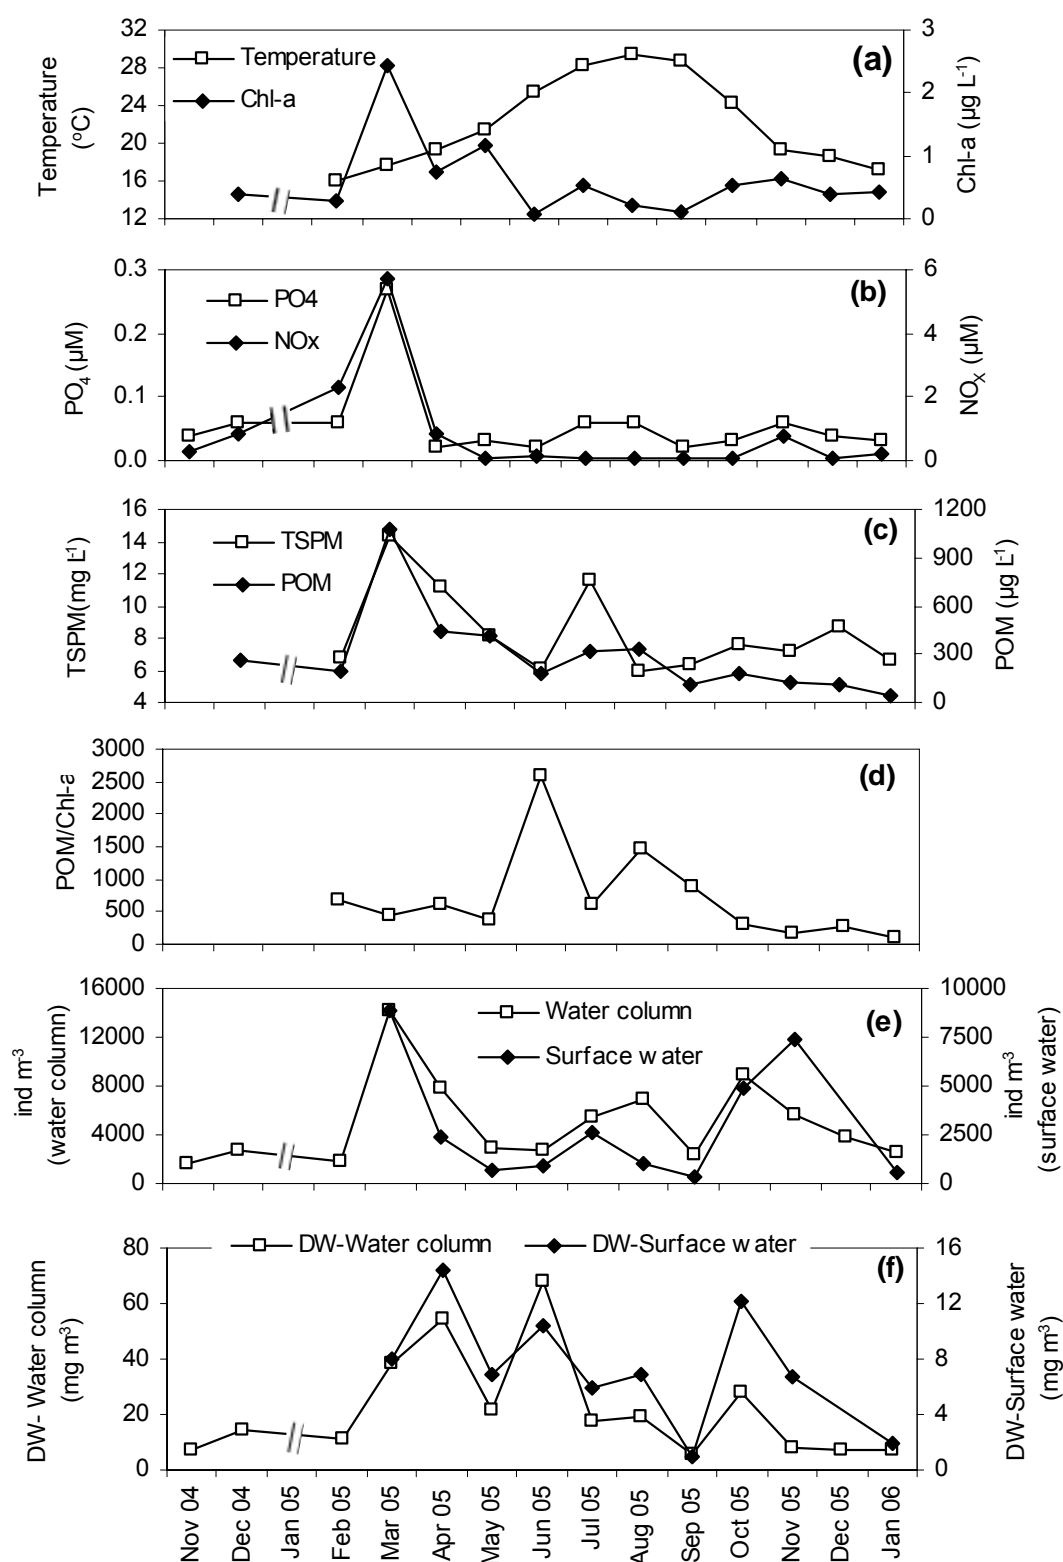 32
28
24
20
16
12
Temperature
(°C)
Temperature
Chl-a
(a)
3
2
1
0
Chl-a (µg L-1)
0.3
0.2
0.1
0.0
PO4 (µM)
PO4
NOx
(b)
6
4
2
0
NOX (µM)
16
14
12
10
8
6
4
TSPM(mg L-1)
TSPM
POM
(c)
1200
900
600
300
0
POM (µg L-1)
3000
2500
2000
1500
1000
500
0
POM/Chl-a
(d)
16000
12000
8000
4000
0
ind m-3
(water column)
Water column
Surface water
(e)
10000
7500
5000
2500
0
ind m-3
(surface water)
80
60
40
20
0
DW- Water column
(mg m-3)
DW-Water column
DW-Surface water
(f)
16
12
8
4
0
DW-Surface water
(mg m-3)
Nov 04
Dec 04
Jan 05
Feb 05
Mar 05
Apr 05
May 05
Jun 05
Jul 05
Aug 05
Sep 05
Oct 05
Nov 05
Dec 05
Jan 06